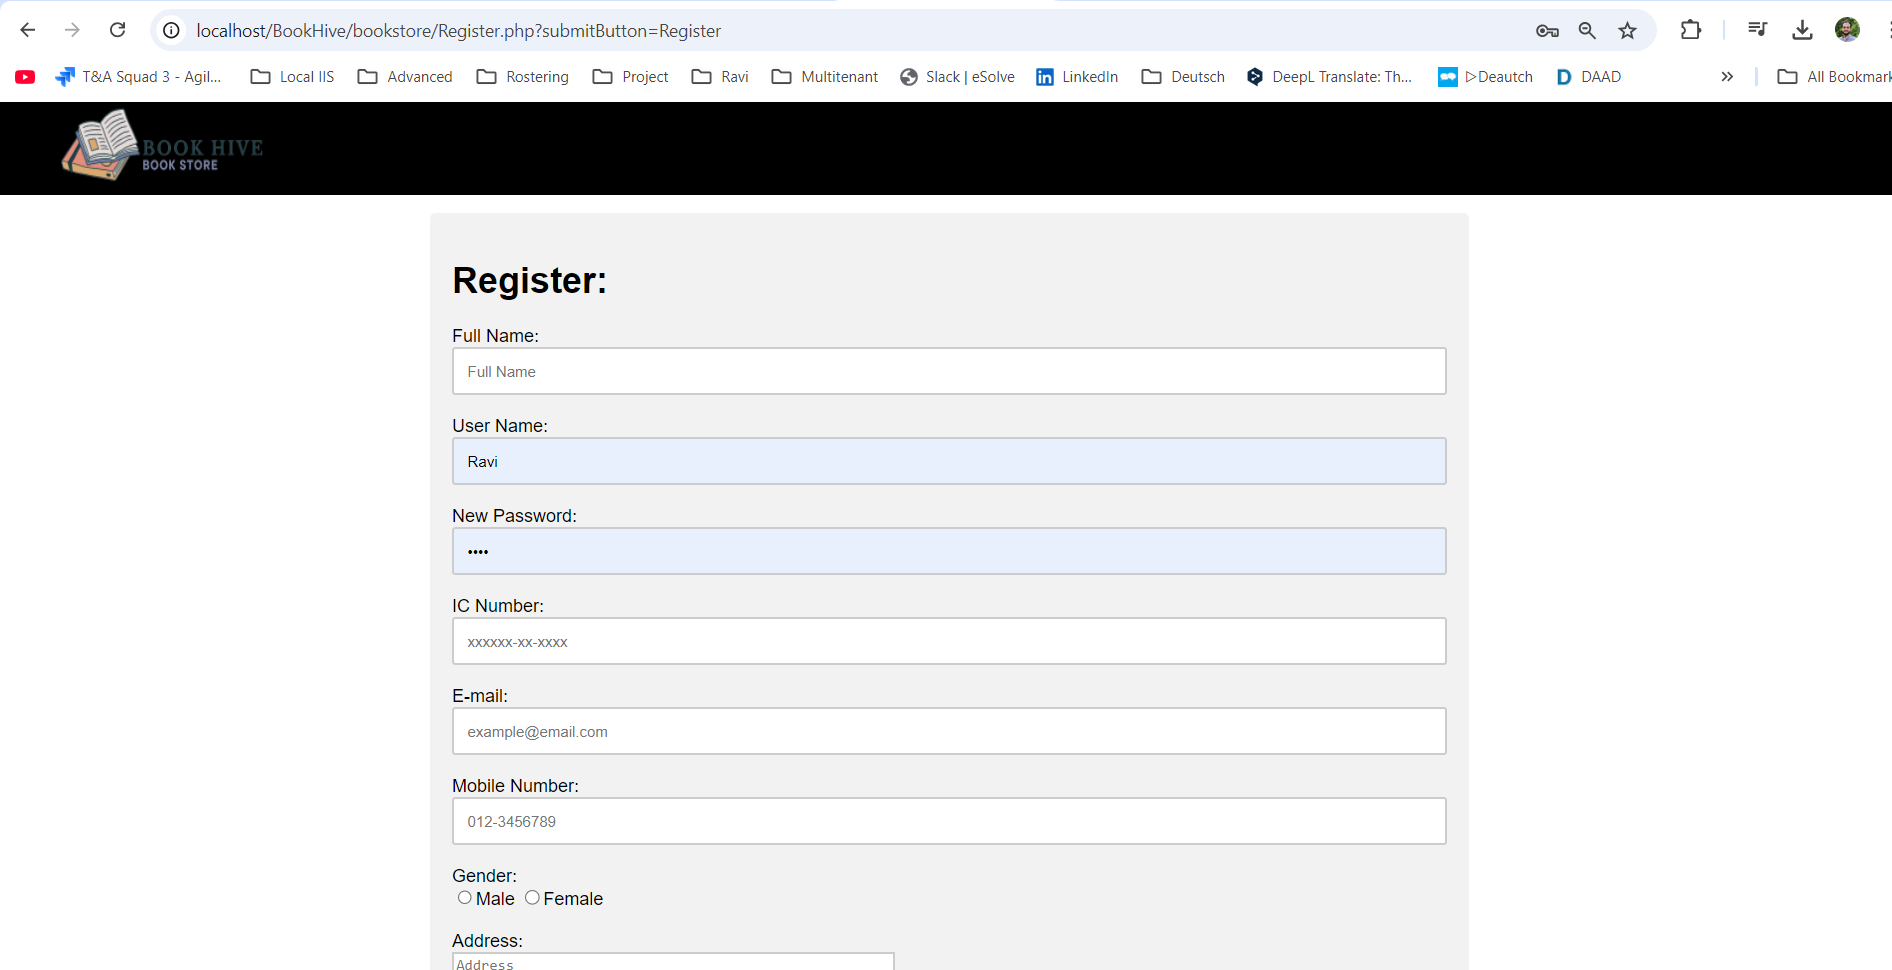 localhost/BookHive/bookstore/Register.php?submitButton=Register
T&A Squad 3 - Agil... Local IIS Advanced Rostering Project Ravi Multitenant Slack | eSolve LinkedIn Deutsch DeepL Translate: Th... ▷Deautch DAAD » All Bookmark
BOOK HIVE
BOOK STORE
Register:
Full Name:
Full Name
User Name:
Ravi
New Password:
••••
IC Number:
xxxxxx-xx-xxxx
E-mail:
example@email.com
Mobile Number:
012-3456789
Gender:
Male Female
Address:
Address